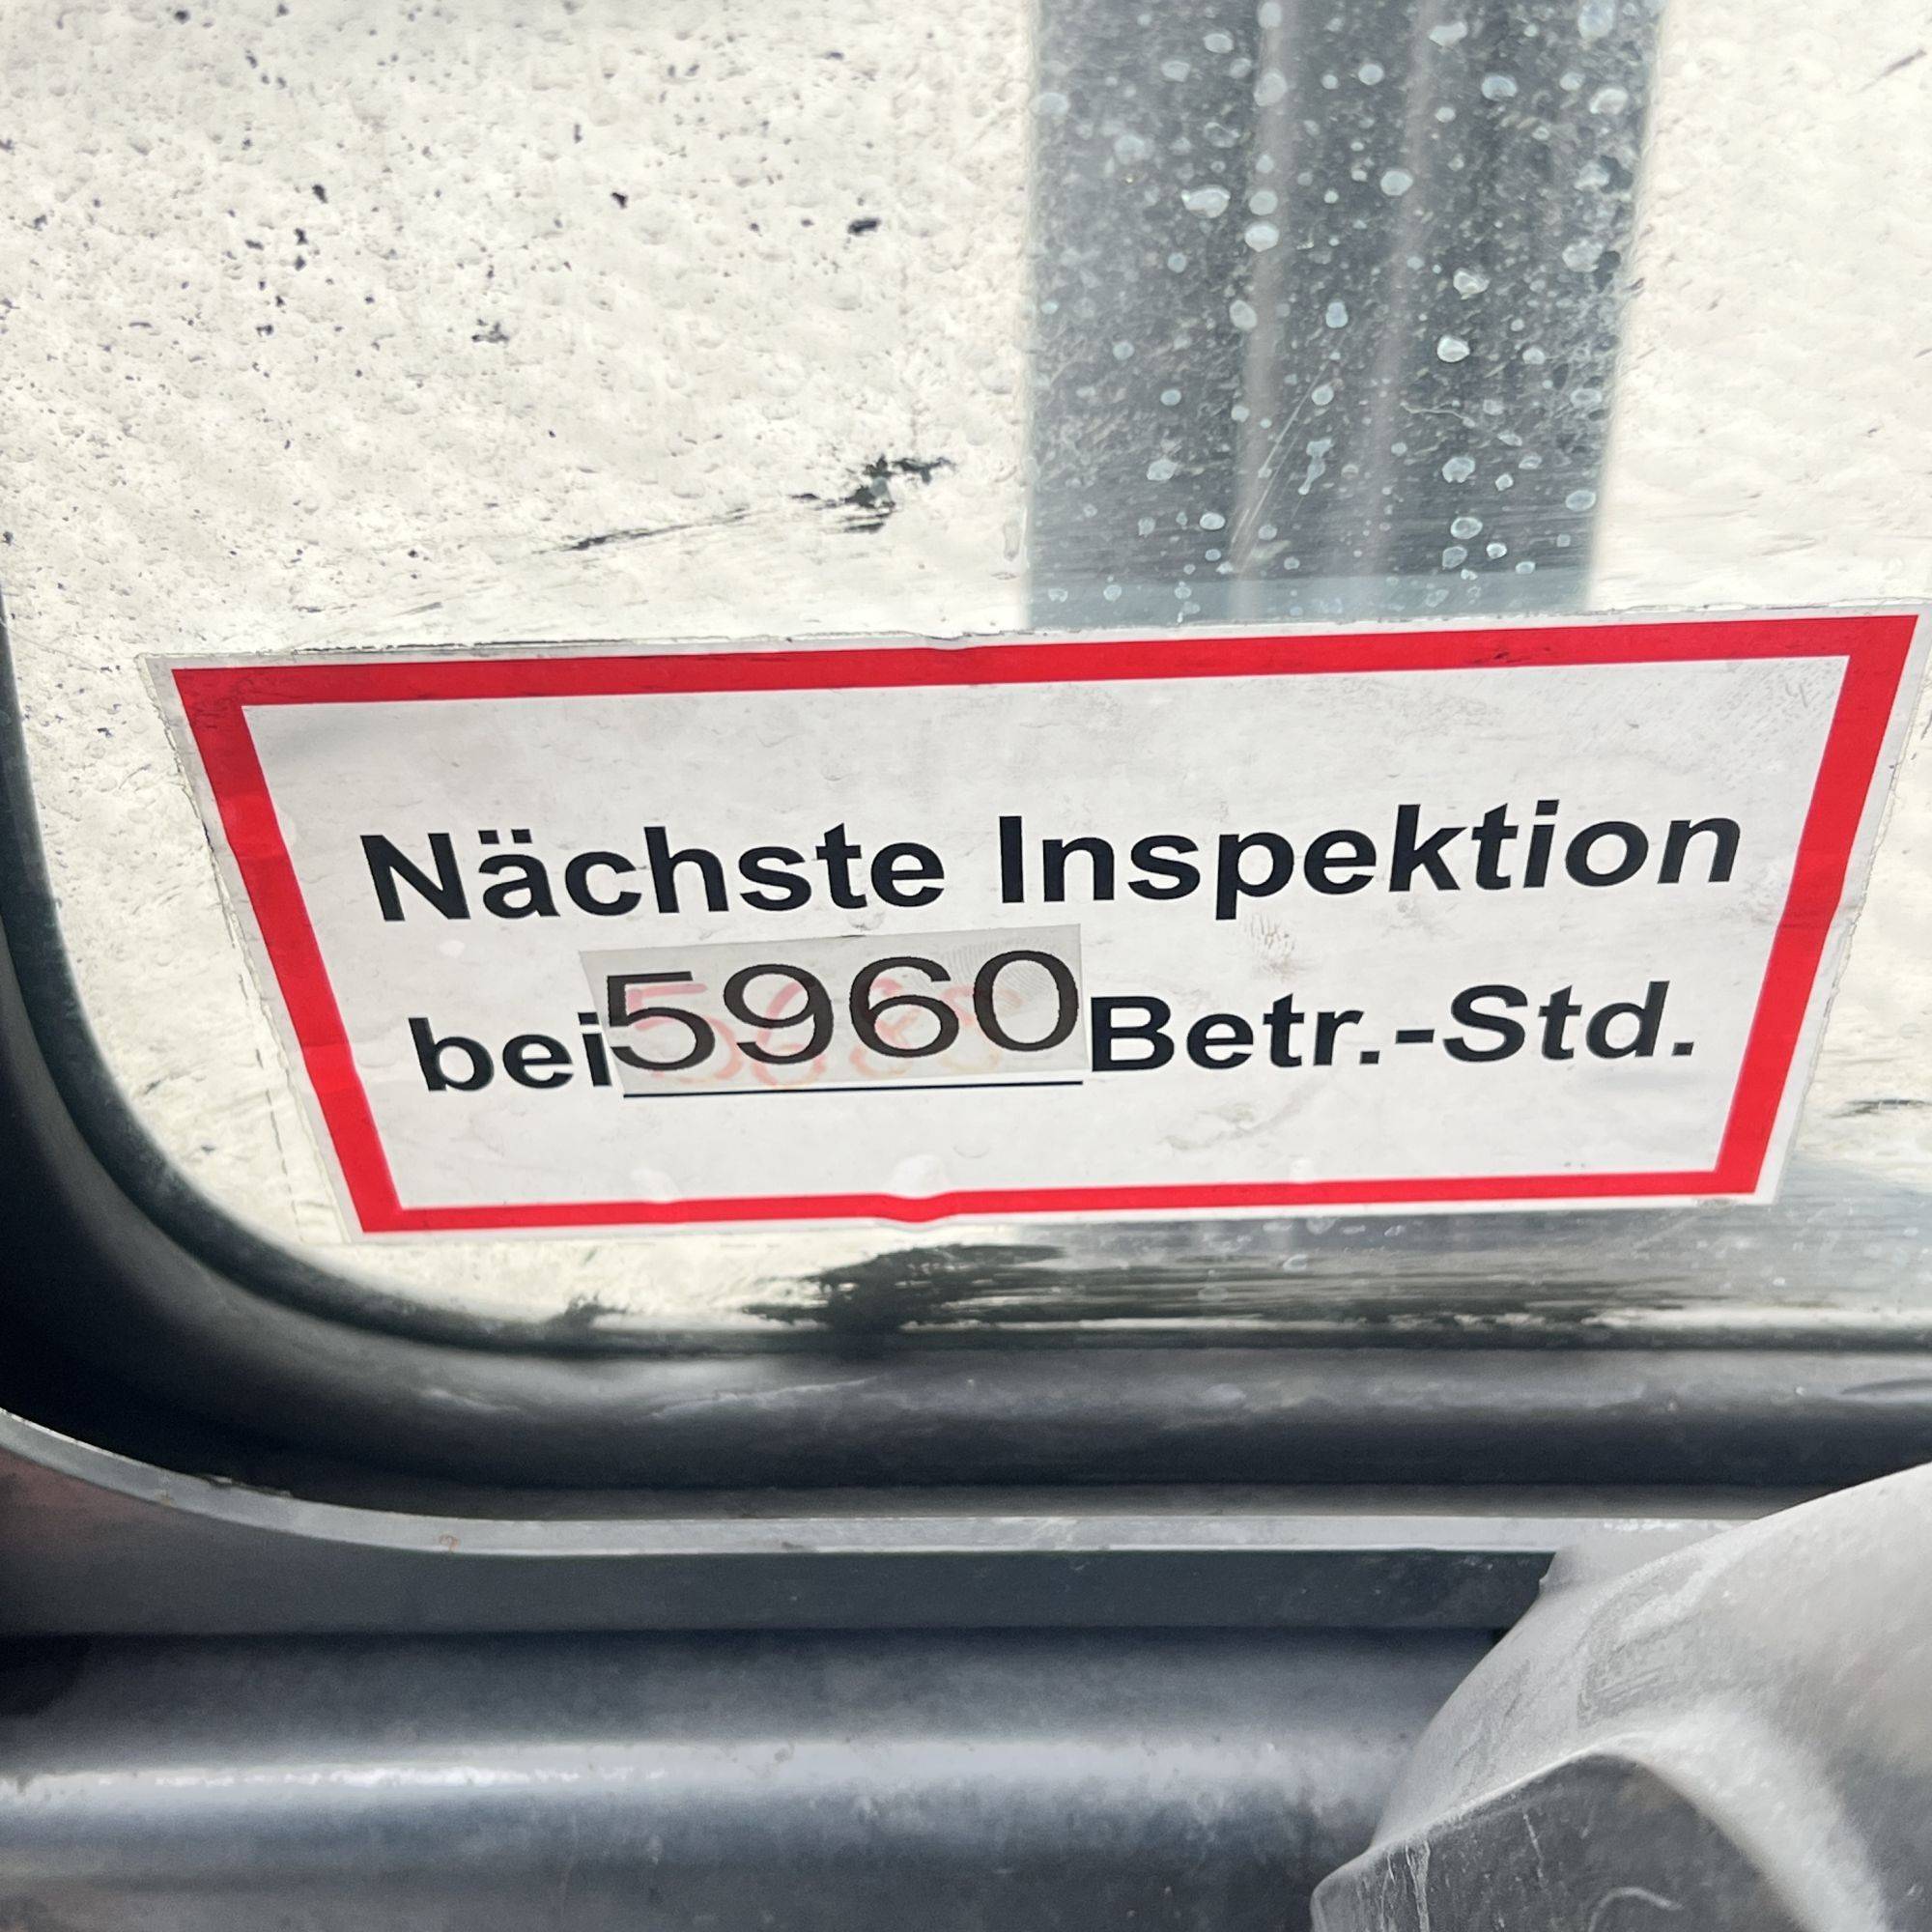 Nächste Inspektion
bei 5960 Betr.-Std.